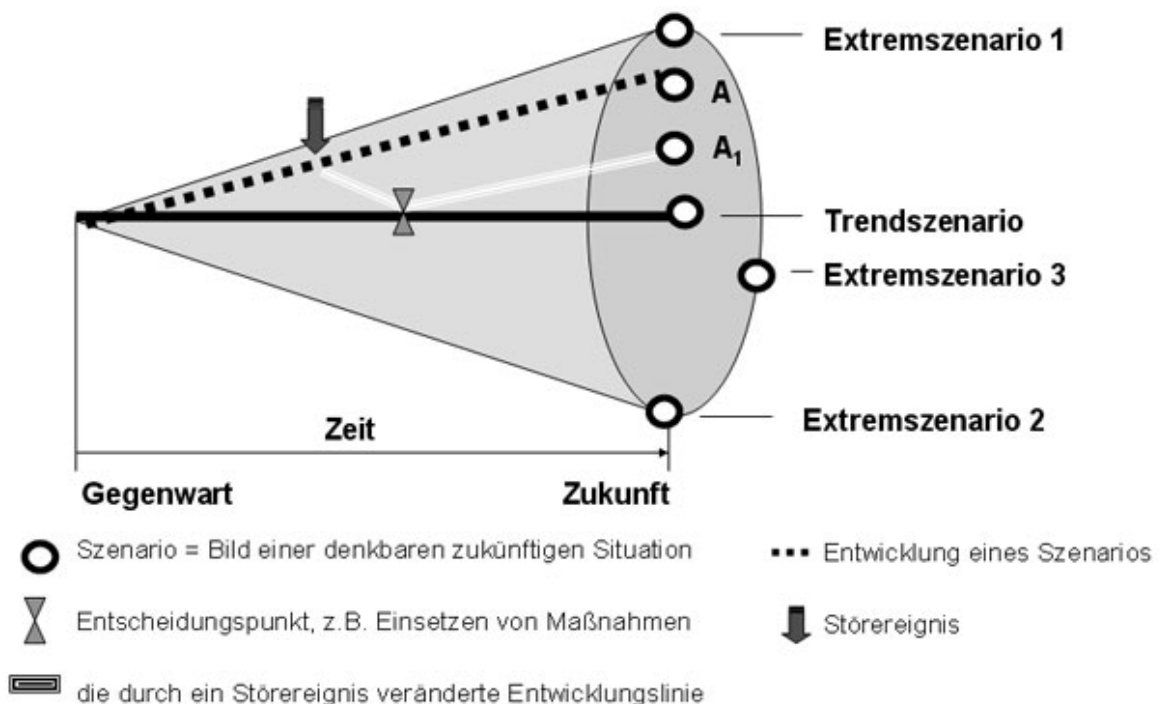 Extremszenario 1
A
A₁
Trendszenario
Extremszenario 3
Extremszenario 2
Zeit
Gegenwart
Zukunft
Szenario = Bild einer denkbaren zukünftigen Situation
Entwicklung eines Szenarios
Entscheidungspunkt, z.B. Einsetzen von Maßnahmen
Störereignis
die durch ein Störereignis veränderte Entwicklungslinie